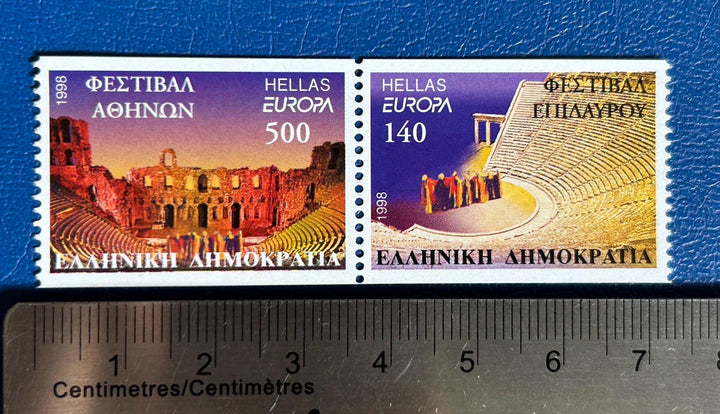 1998
ΦΕΣΤΙΒΑΛ
ΑΘΗΝΩΝ
HELLAS
EUROPA
500
ΕΛΛΗΝΙΚΗ ΔΗΜΟΚΡΑΤΙΑ
HELLAS
EUROPA
140
ΦΕΣΤΙΒΑΛ
ΕΠΙΔΑΥΡΟΥ
1998
ΕΛΛΗΝΙΚΗ ΔΗΜΟΚΡΑΤΙΑ
1 2 3 4 5 6 7
Centimetres/Centimètres